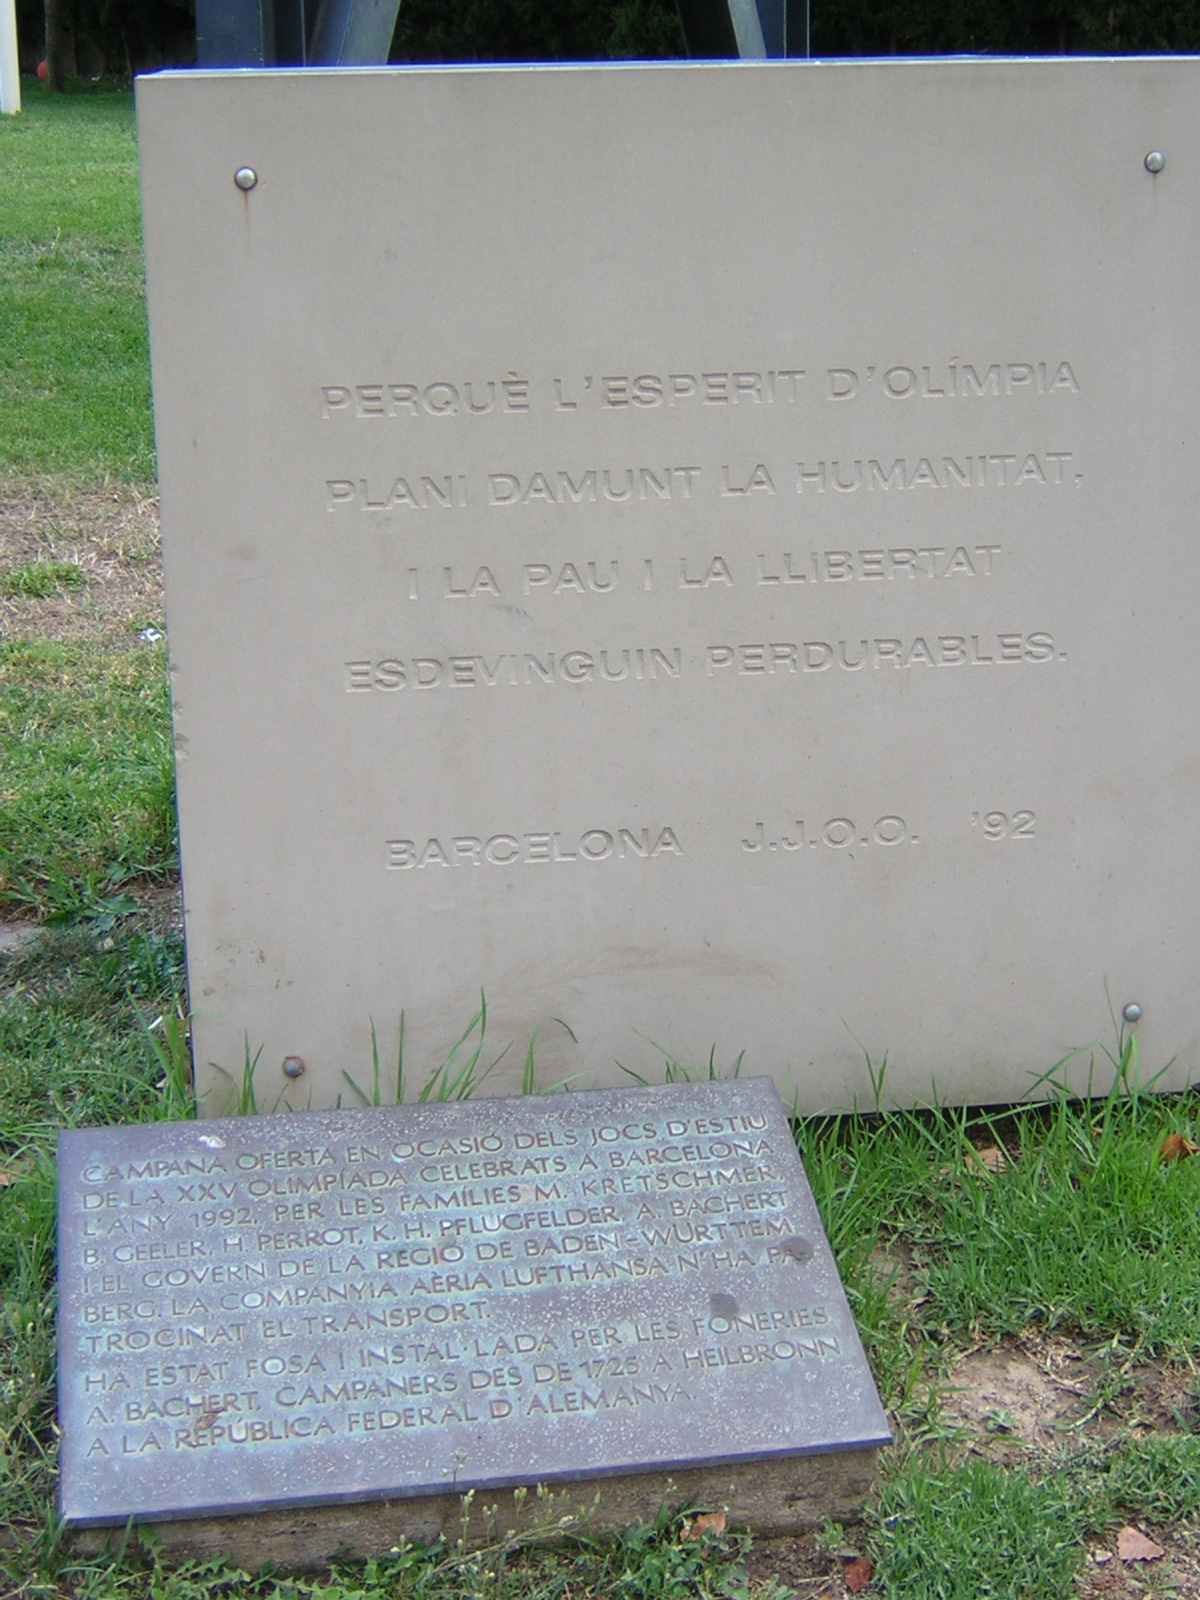 PERQUÈ L'ESPERIT D'OLÍMPIA
PLANI DAMUNT LA HUMANITAT,
I LA PAU I LA LLIBERTAT
ESDEVINGUIN PERDURABLES.
BARCELONA J.J.O.O. '92
CAMPANA OFERTA EN OCASIÓ DELS JOCS D'ESTIU
DE LA XXV OLIMPÍADA CELEBRATS A BARCELONA
L'ANY 1992, PER LES FAMÍLIES M. KRETSCHMER,
B. GEELER, H. PERROT, K. H. PFLUGFELDER, A. BACHERT
I EL GOVERN DE LA REGIÓ DE BADEN-WÜRTTEM
BERG. LA COMPANYIA AÈRIA LUFTHANSA N'HA PA-
TROCINAT EL TRANSPORT.
HA ESTAT FOSA I INSTAL·LADA PER LES FONERIES
A. BACHERT, CAMPANERS DES DE 1725 A HEILBRONN
A LA REPÚBLICA FEDERAL D'ALEMANYA.